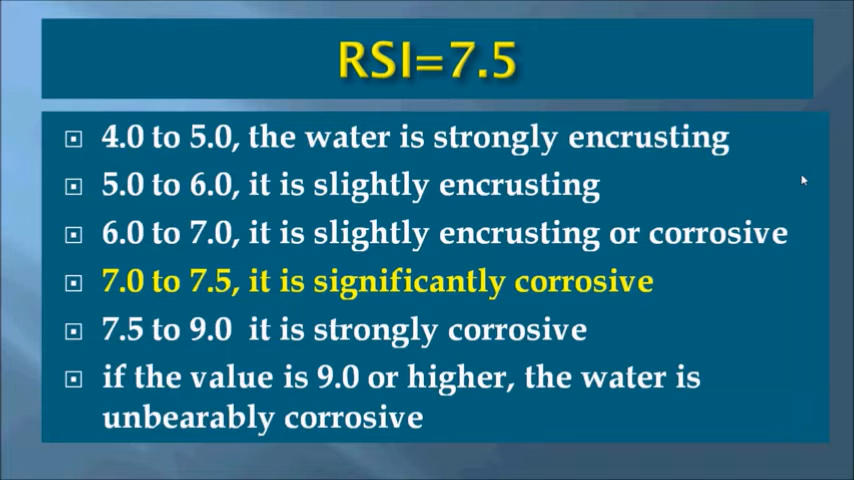 RSI=7.5
4.0 to 5.0, the water is strongly encrusting
5.0 to 6.0, it is slightly encrusting
6.0 to 7.0, it is slightly encrusting or corrosive
7.0 to 7.5, it is significantly corrosive
7.5 to 9.0 it is strongly corrosive
if the value is 9.0 or higher, the water is
unbearably corrosive